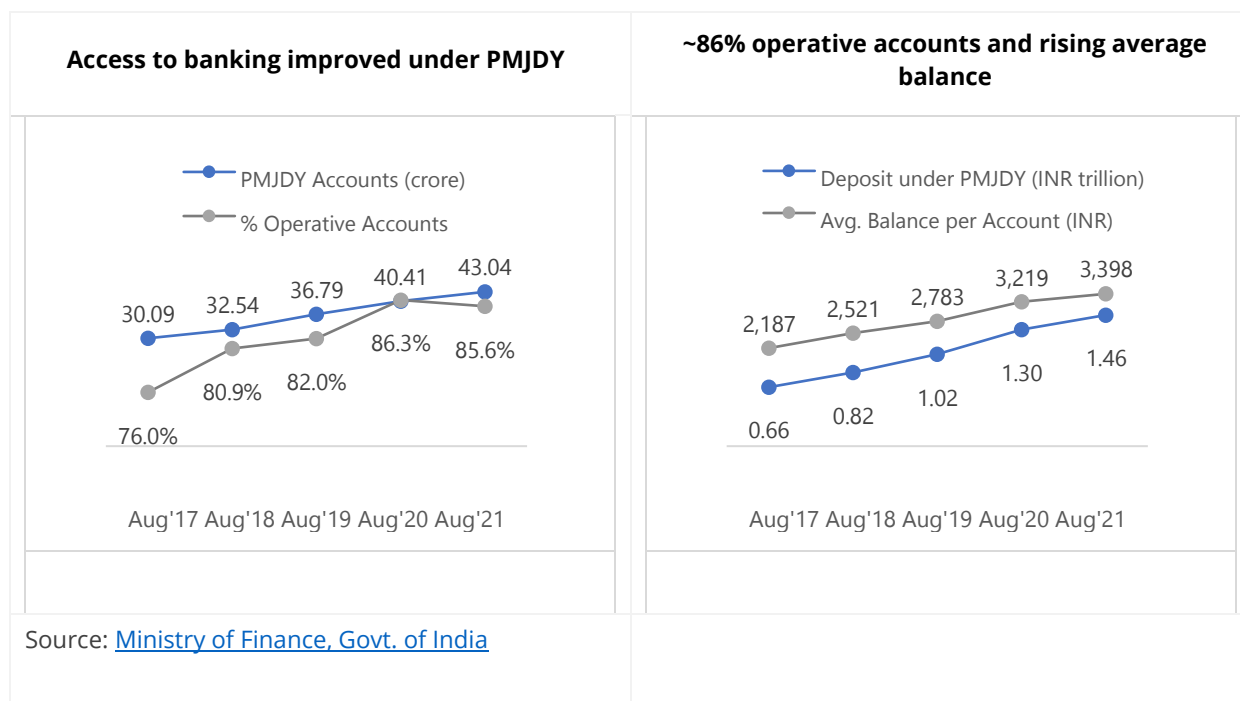 Access to banking improved under PMJDY
~86% operative accounts and rising average
balance
PMJDY Accounts (crore)
% Operative Accounts
30.09 32.54 36.79 40.41 43.04
76.0% 80.9% 82.0% 86.3% 85.6%
Aug'17 Aug'18 Aug'19 Aug'20 Aug'21
Deposit under PMJDY (INR trillion)
Avg. Balance per Account (INR)
2,187 2,521 2,783 3,219 3,398
0.66 0.82 1.02 1.30 1.46
Aug'17 Aug'18 Aug'19 Aug'20 Aug'21
Source: Ministry of Finance, Govt. of India